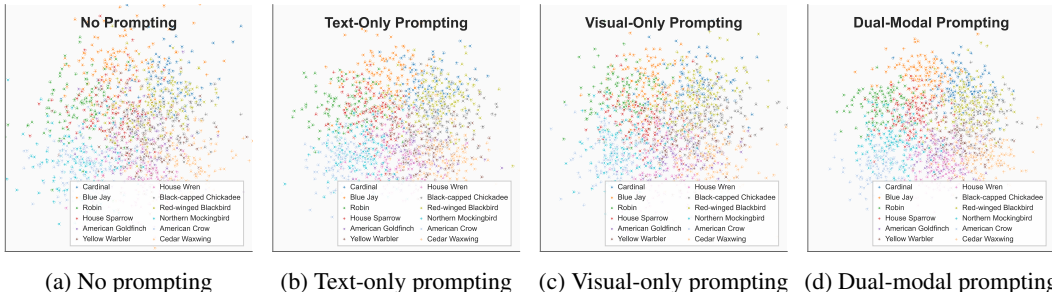 No Prompting
Text-Only Prompting
Visual-Only Prompting
Dual-Modal Prompting
Cardinal House Wren
Blue Jay Black-capped Chickadee
Robin Red-winged Blackbird
House Sparrow Northern Mockingbird
American Goldfinch American Crow
Yellow Warbler Cedar Waxwing
Cardinal House Wren
Blue Jay Black-capped Chickadee
Robin Red-winged Blackbird
House Sparrow Northern Mockingbird
American Goldfinch American Crow
Yellow Warbler Cedar Waxwing
Cardinal House Wren
Blue Jay Black-capped Chickadee
Robin Red-winged Blackbird
House Sparrow Northern Mockingbird
American Goldfinch American Crow
Yellow Warbler Cedar Waxwing
Cardinal House Wren
Blue Jay Black-capped Chickadee
Robin Red-winged Blackbird
House Sparrow Northern Mockingbird
American Goldfinch American Crow
Yellow Warbler Cedar Waxwing
(a) No prompting
(b) Text-only prompting
(c) Visual-only prompting
(d) Dual-modal prompting